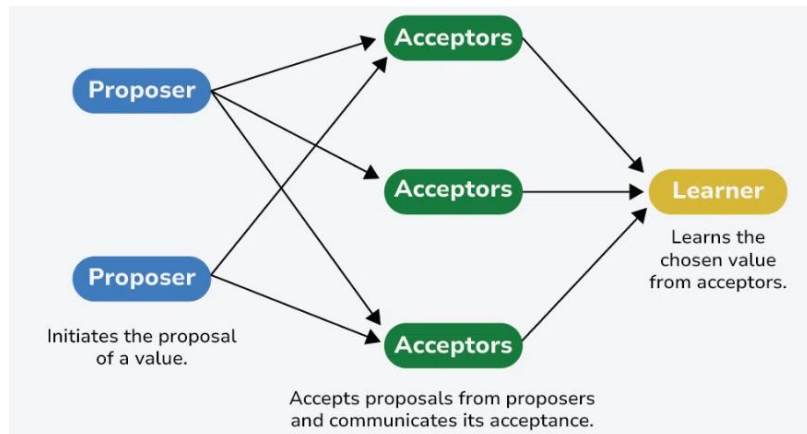 Acceptors
Proposer
Acceptors
Learner
Learns the
chosen value
from acceptors.
Proposer
Initiates the proposal
of a value.
Acceptors
Accepts proposals from proposers
and communicates its acceptance.